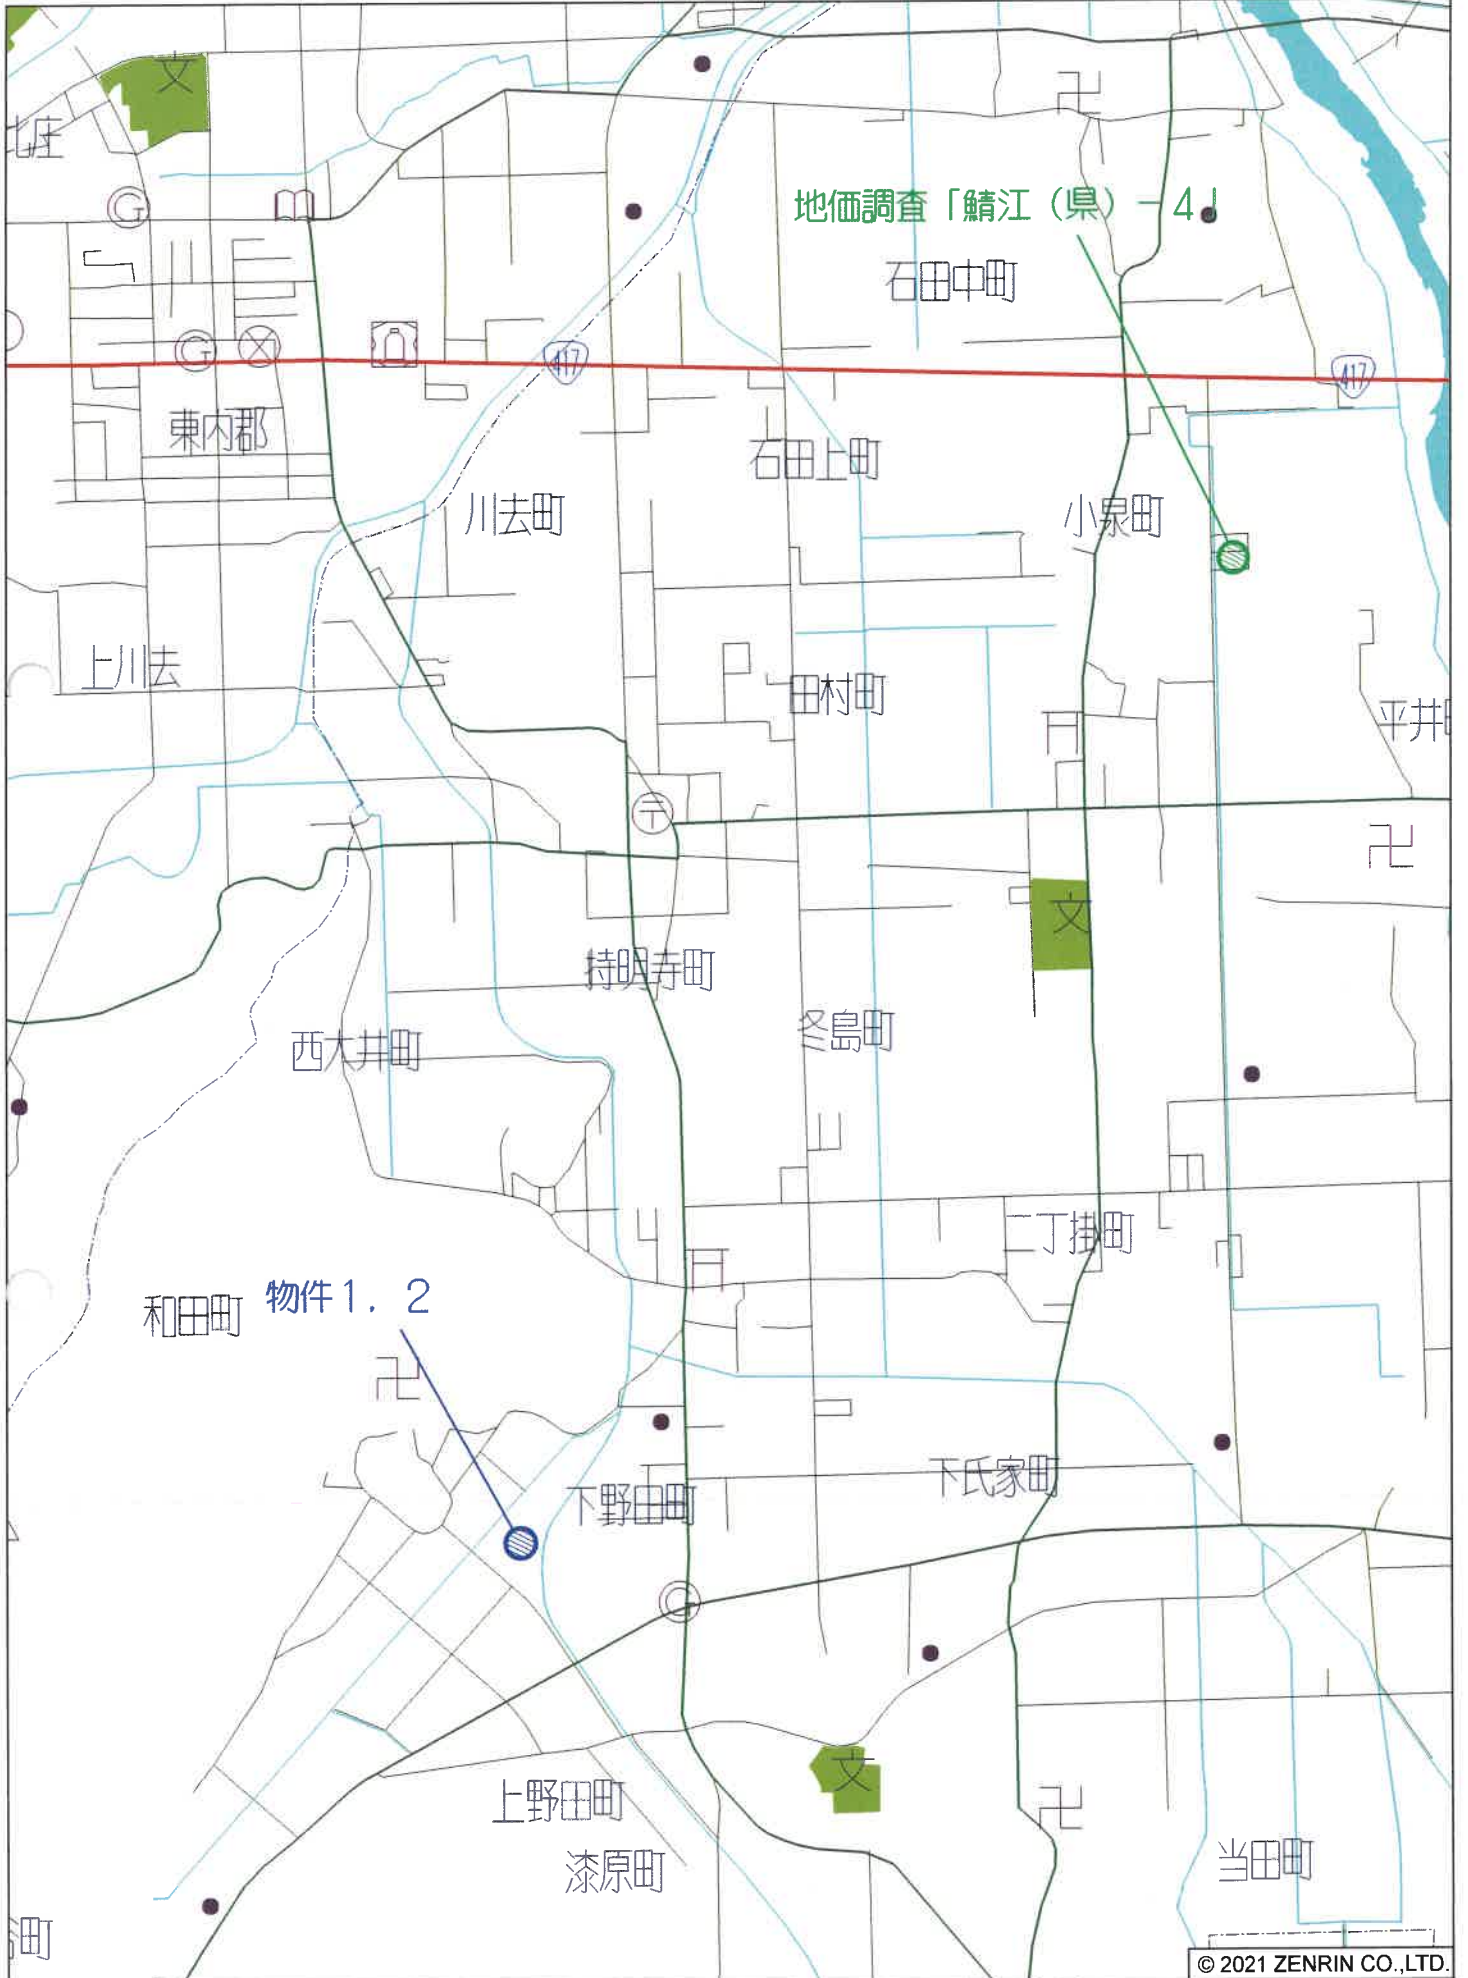 文
北庄
地価調査「鯖江（県）－4」
石田中町
417
417
東内郡
石田上町
川去町
小泉町
上川去
田村町
平井
文
持明寺町
冬島町
西大井町
二丁掛町
和田町
物件1．2
下野田町
下氏家町
文
上野田町
漆原町
当田町
町
© 2021 ZENRIN CO.,LTD.